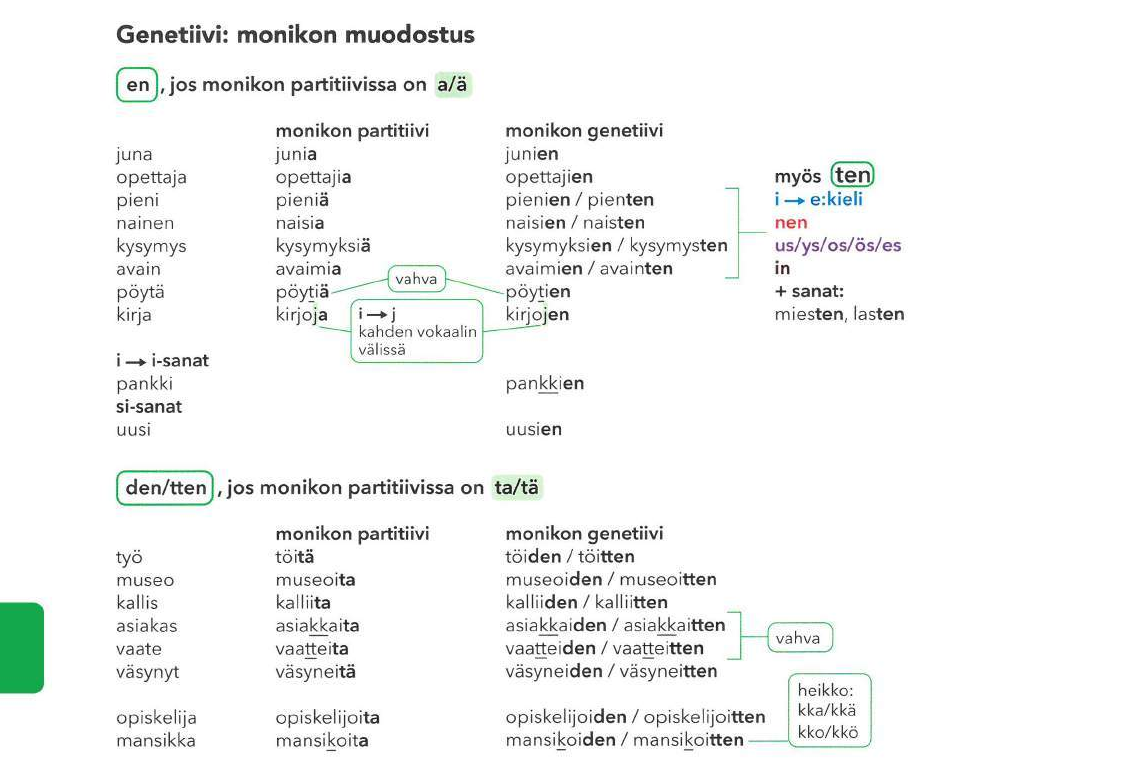 Genetiivi: monikon muodostus
en, jos monikon partitiivissa on a/ä
monikon partitiivi monikon genetiivi
juna junia junien
opettaja opettajia opettajien myös ten
pieni pieniä pienien / pienten i → e:kieli
nainen naisia naisien / naisten nen
kysymys kysymyksiä kysymyksien / kysymysten us/ys/os/ös/es
avain avaimia avaimien / avainten in
vahva
pöytä pöytiä pöytien + sanat:
kirja kirjoja kirjojen miesten, lasten
i → j
kahden vokaalin
välissä
i → i-sanat
pankki pankkien
si-sanat
uusi uusien
den/tten, jos monikon partitiivissa on ta/tä
monikon partitiivi monikon genetiivi
työ töitä töiden / töitten
museo museoita museoiden / museoitten
kallis kalliita kalliiden / kalliitten
asiakas asiakkaita asiakkaiden / asiakkaitten
vaate vaatteita vaatteiden / vaatteitten
vahva
väsynyt väsyneitä väsyneiden / väsyneitten
opiskelija opiskelijoita opiskelijoiden / opiskelijoitten
mansikka mansikoita mansikoiden / mansikoitten
heikko:
kka/kkä
kko/kkö